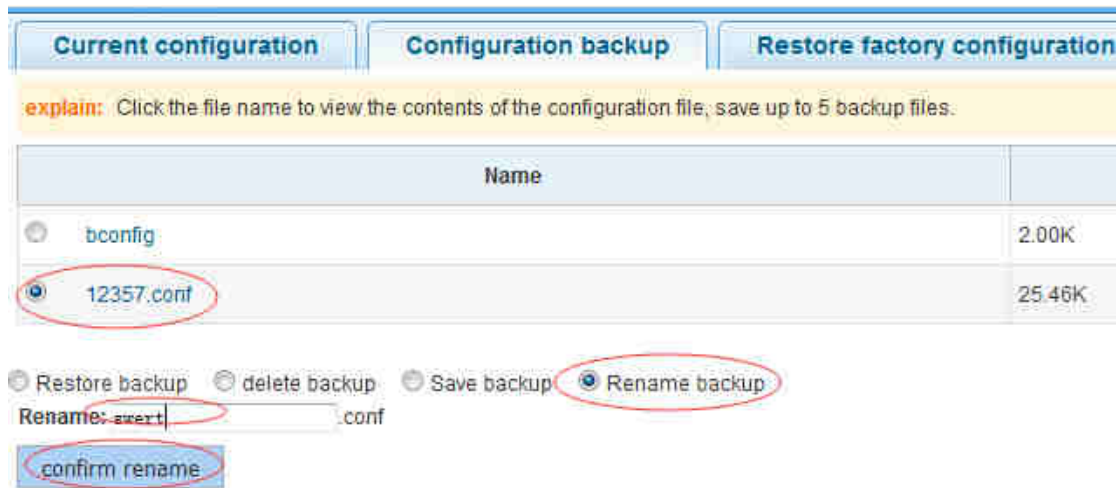 Current configuration Configuration backup Restore factory configuration
explain: Click the file name to view the contents of the configuration file, save up to 5 backup files.
Name
bconfig 2.00K
12357.conf 25.46K
Restore backup delete backup Save backup Rename backup
Rename: .conf
confirm rename